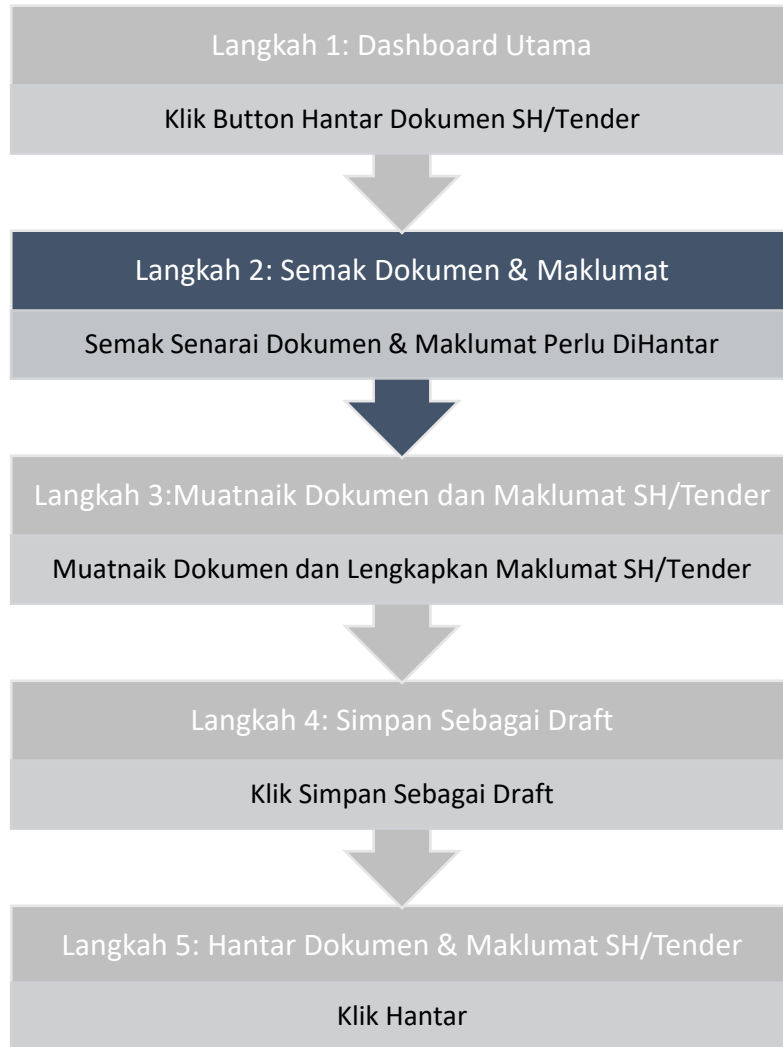 Langkah 1: Dashboard Utama
Klik Button Hantar Dokumen SH/Tender
Langkah 2: Semak Dokumen & Maklumat
Semak Senarai Dokumen & Maklumat Perlu DiHantar
Langkah 3:Muatnaik Dokumen dan Maklumat SH/Tender
Muatnaik Dokumen dan Lengkapkan Maklumat SH/Tender
Langkah 4: Simpan Sebagai Draft
Klik Simpan Sebagai Draft
Langkah 5: Hantar Dokumen & Maklumat SH/Tender
Klik Hantar